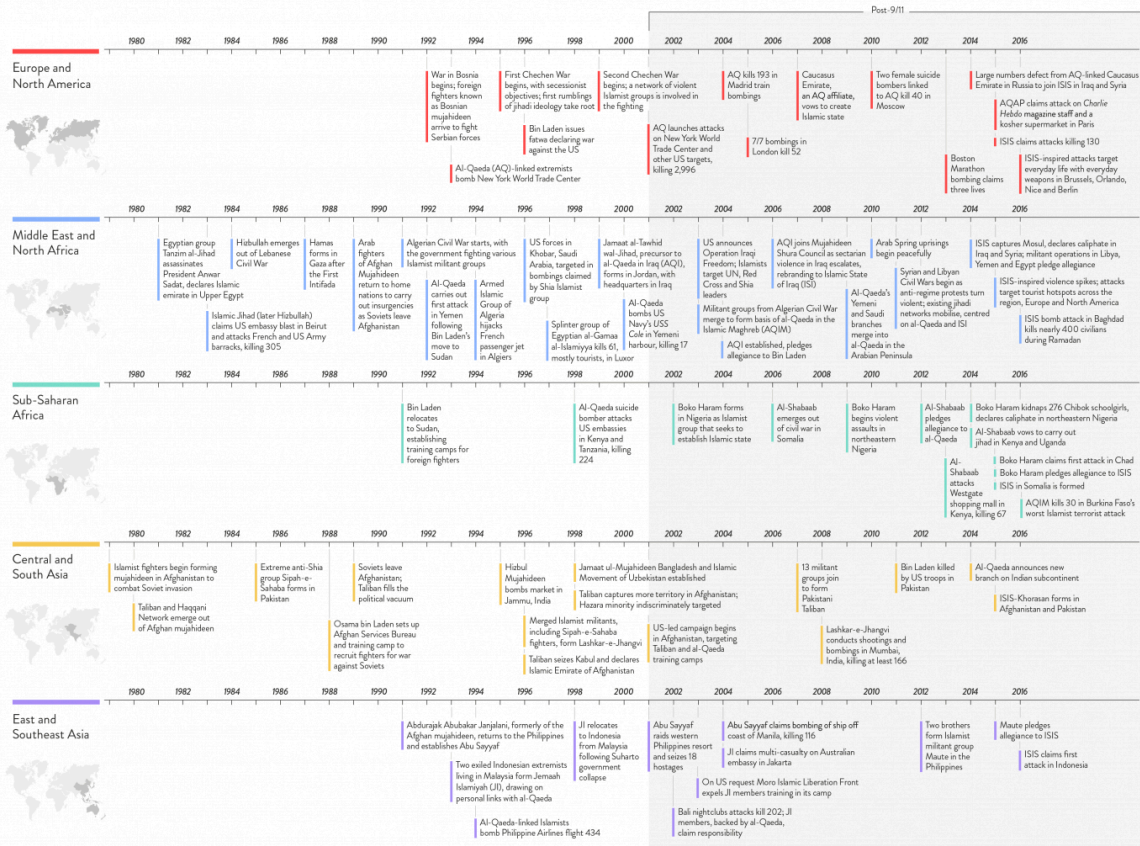 Post-9/11
1980 1982 1984 1986 1988 1990 1992 1994 1996 1998 2000 2002 2004 2006 2008 2010 2012 2014 2016
Europe and
North America
War in Bosnia
begins; foreign
fighters known
as Bosnian
mujahideen
arrive to fight
Serbian forces
Al-Qaeda (AQ)-linked extremists
bomb New York World Trade Center
First Chechen War
begins, with secessionist
objectives; first rumblings
of jihadi ideology take root
Bin Laden issues
fatwa declaring war
against the US
Second Chechen War
begins; a network of violent
Islamist groups is involved in
the fighting
AQ launches attacks
on New York World
Trade Center and
other US targets,
killing 2,996
AQ kills 193 in
Madrid train
bombings
7/7 bombings in
London kill 52
Caucasus
Emirate,
an AQ affiliate,
vows to create
Islamic state
Two female suicide
bombers linked
to AQ kill 40 in
Moscow
Boston
Marathon
bombing claims
three lives
Large numbers defect from AQ-linked Caucasus
Emirate in Russia to join ISIS in Iraq and Syria
AQAP claims attack on Charlie
Hebdo magazine staff and a
kosher supermarket in Paris
ISIS claims attacks killing 130
ISIS-inspired attacks target
everyday life with everyday
weapons in Brussels, Orlando,
Nice and Berlin
1980 1982 1984 1986 1988 1990 1992 1994 1996 1998 2000 2002 2004 2006 2008 2010 2012 2014 2016
Middle East and
North Africa
Egyptian group
Tanzim al-Jihad
assassinates
President Anwar
Sadat, declares Islamic
emirate in Upper Egypt
Islamic Jihad (later Hizbullah)
claims US embassy blast in Beirut
and attacks French and US Army
barracks, killing 305
Hizbullah emerges
out of Lebanese
Civil War
Hamas
forms in
Gaza after
the First
Intifada
Arab
fighters
of Afghan
Mujahideen
return to home
nations to carry
out insurgencies
as Soviets leave
Afghanistan
Algerian Civil War starts, with
the government fighting various
Islamist militant groups
Al-Qaeda
carries out
first attack
in Yemen
following
Bin Laden's
move to
Sudan
Armed
Islamic
Group of
Algeria
hijacks
French
passenger jet
in Algiers
US forces in
Khobar, Saudi
Arabia, targeted
in bombings
claimed by
Shia Islamist
group
Splinter group of
Egyptian al-Gamaa
al-Islamiyya kills 61,
mostly tourists, in Luxor
Jamaat al-Tawhid
wal-Jihad, precursor to
al-Qaeda in Iraq (AQI),
forms in Jordan, with
headquarters in Iraq
Al-Qaeda
bombs US
Navy's USS
Cole in Yemeni
harbour, killing 17
US announces
Operation Iraqi
Freedom; Islamists
target UN, Red
Cross and Shia
leaders
Militant groups from Algerian Civil War
merge to form basis of al-Qaeda in the
Islamic Maghreb (AQIM)
AQI established, pledges
allegiance to Bin Laden
AQI joins Mujahideen
Shura Council as sectarian
violence in Iraq escalates,
rebranding to Islamic State
of Iraq (ISI)
Al-Qaeda's
Yemeni
and Saudi
branches
merge into
al-Qaeda in the
Arabian Peninsula
Arab Spring uprisings
begin peacefully
Syrian and Libyan
Civil Wars begin as
anti-regime protests turn
violent; existing jihadi
networks mobilise, centred
on al-Qaeda and ISI
ISIS captures Mosul, declares caliphate in
Iraq and Syria; military operations in Libya,
Yemen and Egypt pledge allegiance
ISIS-inspired violence spikes; attacks
target tourist hotspots across the
region, Europe and North America
ISIS bomb attack in Baghdad
kills nearly 400 civilians
during Ramadan
1980 1982 1984 1986 1988 1990 1992 1994 1996 1998 2000 2002 2004 2006 2008 2010 2012 2014 2016
Sub-Saharan
Africa
Bin Laden
relocates
to Sudan,
establishing
training camps for
foreign fighters
Al-Qaeda suicide
bomber attacks
US embassies
in Kenya and
Tanzania, killing
224
Boko Haram forms
in Nigeria as Islamist
group that seeks to
establish Islamic state
Al-Shabaab
emerges out
of civil war in
Somalia
Boko Haram
begins violent
assaults in
northeastern
Nigeria
Al-Shabaab
pledges
allegiance to
al-Qaeda
Al-
Shabaab
attacks
Westgate
shopping mall in
Kenya, killing 67
Boko Haram kidnaps 276 Chibok schoolgirls,
declares caliphate in northeastern Nigeria
Al-Shabaab vows to carry out
jihad in Kenya and Uganda
Boko Haram claims first attack in Chad
Boko Haram pledges allegiance to ISIS
ISIS in Somalia is formed
AQIM kills 30 in Burkina Faso's
worst Islamist terrorist attack
1980 1982 1984 1986 1988 1990 1992 1994 1996 1998 2000 2002 2004 2006 2008 2010 2012 2014 2016
Central and
South Asia
Islamist fighters begin forming
mujahideen in Afghanistan to
combat Soviet invasion
Taliban and Haqqani
Network emerge out
of Afghan mujahideen
Extreme anti-Shia
group Sipah-e-
Sahaba forms in
Pakistan
Osama bin Laden sets up
Afghan Services Bureau
and training camp to
recruit fighters for war
against Soviets
Soviets leave
Afghanistan;
Taliban fills the
political vacuum
Hizbul
Mujahideen
bombs market in
Jammu, India
Merged Islamist militants,
including Sipah-e-Sahaba
fighters, form Lashkar-e-Jhangvi
Taliban seizes Kabul and declares
Islamic Emirate of Afghanistan
Jamaat ul-Mujahideen Bangladesh and Islamic
Movement of Uzbekistan established
Taliban captures more territory in Afghanistan;
Hazara minority indiscriminately targeted
US-led campaign begins
in Afghanistan, targeting
Taliban and al-Qaeda
training camps
13 militant
groups join
to form
Pakistani
Taliban
Lashkar-e-Jhangvi
conducts shootings and
bombings in Mumbai,
India, killing at least 166
Bin Laden killed
by US troops in
Pakistan
Al-Qaeda announces new
branch on Indian subcontinent
ISIS-Khorasan forms in
Afghanistan and Pakistan
1980 1982 1984 1986 1988 1990 1992 1994 1996 1998 2000 2002 2004 2006 2008 2010 2012 2014 2016
East and
Southeast Asia
Abdurajak Abubakar Janjalani, formerly of the
Afghan mujahideen, returns to the Philippines
and establishes Abu Sayyaf
Two exiled Indonesian extremists
living in Malaysia form Jemaah
Islamiyah (JI), drawing on
personal links with al-Qaeda
Al-Qaeda-linked Islamists
bomb Philippine Airlines flight 434
JI relocates
to Indonesia
from Malaysia
following Suharto
government
collapse
Abu Sayyaf
raids western
Philippines resort
and seizes 18
hostages
Bali nightclubs attacks kill 202; JI
members, backed by al-Qaeda,
claim responsibility
On US request Moro Islamic Liberation Front
expels JI members training in its camp
Abu Sayyaf claims bombing of ship off
coast of Manila, killing 116
JI claims multi-casualty on Australian
embassy in Jakarta
Two brothers
form Islamist
militant group
Maute in the
Philippines
Maute pledges
allegiance to ISIS
ISIS claims first
attack in Indonesia